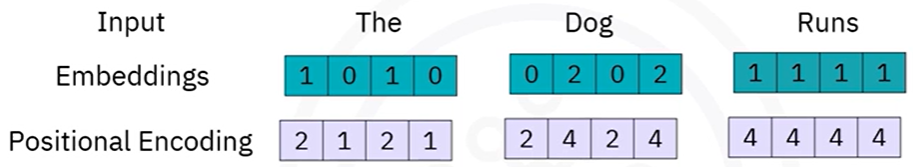 Input The Dog Runs
Embeddings 1 0 1 0 0 2 0 2 1 1 1 1
Positional Encoding 2 1 2 1 2 4 2 4 4 4 4 4